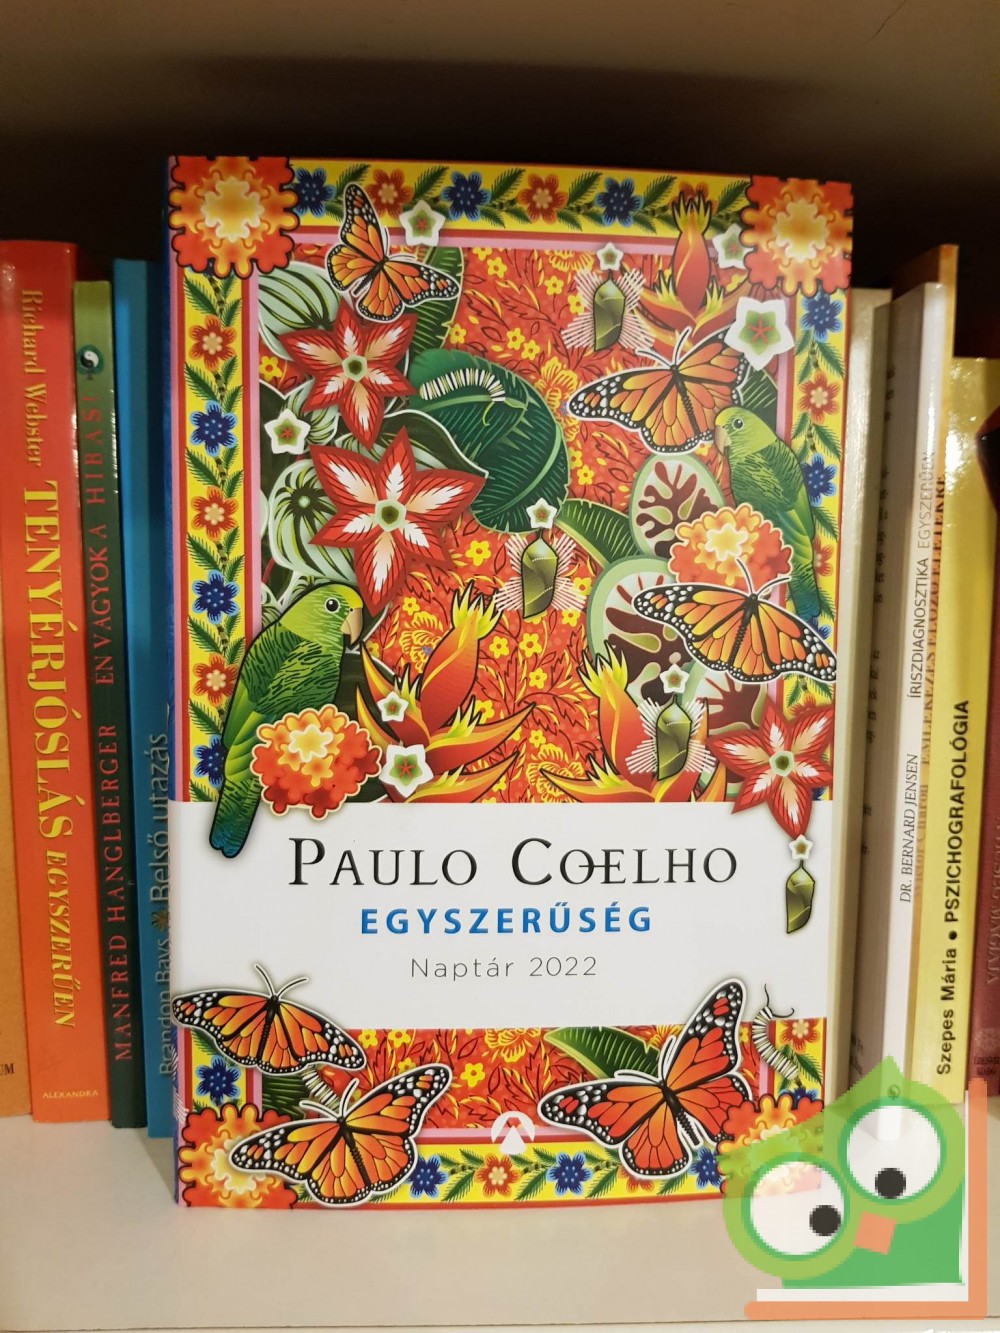 PAULO COELHO
EGYSZERŰSÉG
Naptár 2022
Richard Webster TENYÉRJÓSLÁS EGYSZERŰEN
ALEXANDRA
MANFRED HANGLBERGER ÉN VAGYOK A HIBÁS?
Brandon Bays Belső utazás
DR. BERNARD JENSEN ÍRISZDIAGNOSZTIKA EGYSZERŰEN
Szepes Mária • PSZICHOGRAFOLÓGIA